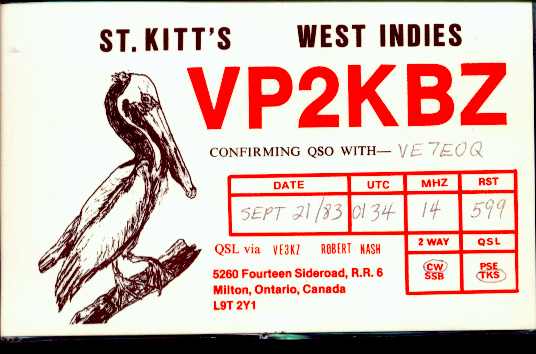 ST. KITT'S WEST INDIES
VP2KBZ
CONFIRMING QSO WITH— VE7EOQ
DATE UTC MHZ RST
SEPT 21/83 0134 14 599
QSL via VE3KZ ROBERT NASH
2 WAY QSL
CW PSE
SSB TKS
5260 Fourteen Sideroad, R.R. 6
Milton, Ontario, Canada
L9T 2Y1